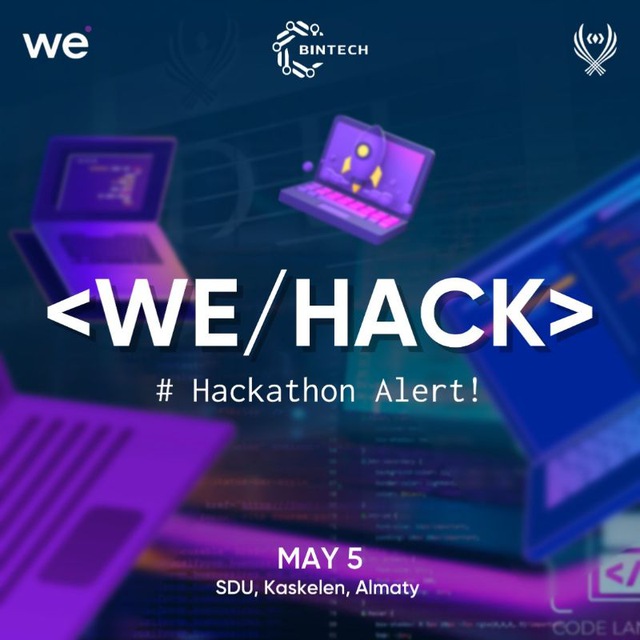 we
BINTECH
<WE/HACK>
# Hackathon Alert!
MAY 5
SDU, Kaskelen, Almaty
</>
CODE LA